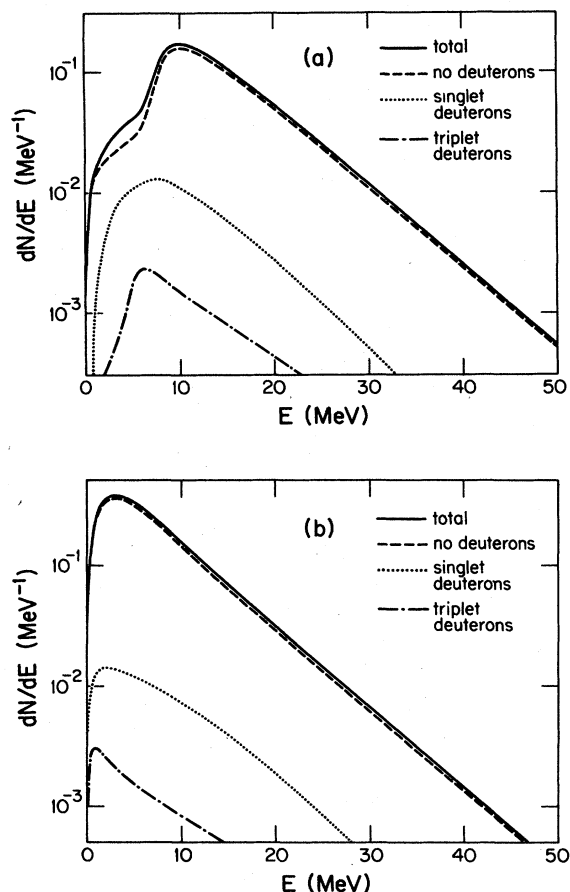 (a)
total
no deuterons
singlet
deuterons
triplet
deuterons
dN/dE (MeV⁻¹)
10⁻¹
10⁻²
10⁻³
0
10
20
30
40
50
E (MeV)
(b)
total
no deuterons
singlet
deuterons
triplet
deuterons
dN/dE (MeV⁻¹)
10⁻¹
10⁻²
10⁻³
0
10
20
30
40
50
E (MeV)